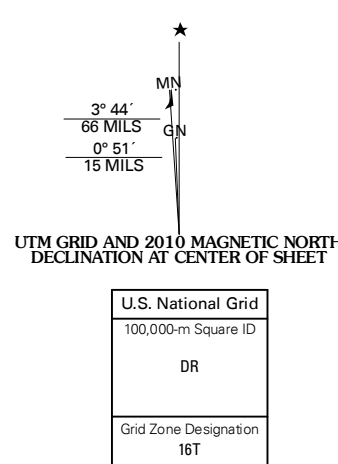 MN
3° 44´
66 MILS
GN
0° 51´
15 MILS
UTM GRID AND 2010 MAGNETIC NORTH
DECLINATION AT CENTER OF SHEET
U.S. National Grid
100,000-m Square ID
DR
Grid Zone Designation
16T